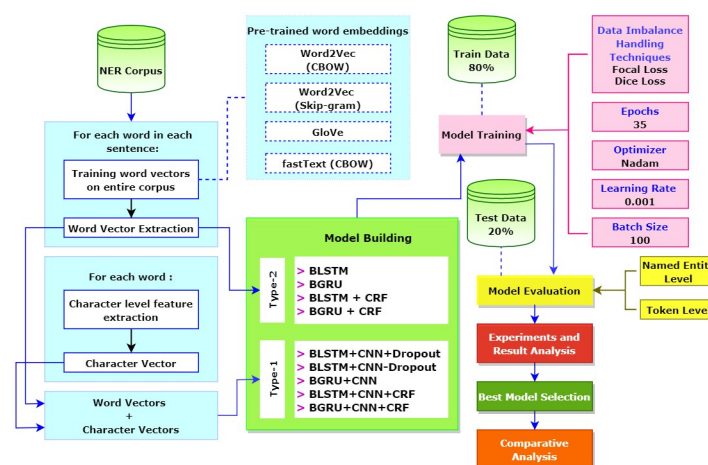 NER Corpus
For each word in each
sentence:
Training word vectors
on entire corpus
Word Vector Extraction
For each word :
Character level feature
extraction
Character Vector
Word Vectors
+
Character Vectors
Pre-trained word embeddings
Word2Vec
(CBOW)
Word2Vec
(Skip-gram)
GloVe
fastText (CBOW)
Model Building
Type-2
> BLSTM
> BGRU
> BLSTM + CRF
> BGRU + CRF
Type-1
> BLSTM+CNN+Dropout
> BLSTM+CNN-Dropout
> BGRU+CNN
> BLSTM+CNN+CRF
> BGRU+CNN+CRF
Train Data
80%
Model Training
Test Data
20%
Data Imbalance
Handling
Techniques
Focal Loss
Dice Loss
Epochs
35
Optimizer
Nadam
Learning Rate
0.001
Batch Size
100
Model Evaluation
Named Entit
Level
Token Leve
Experiments and
Result Analysis
Best Model Selection
Comparative
Analysis